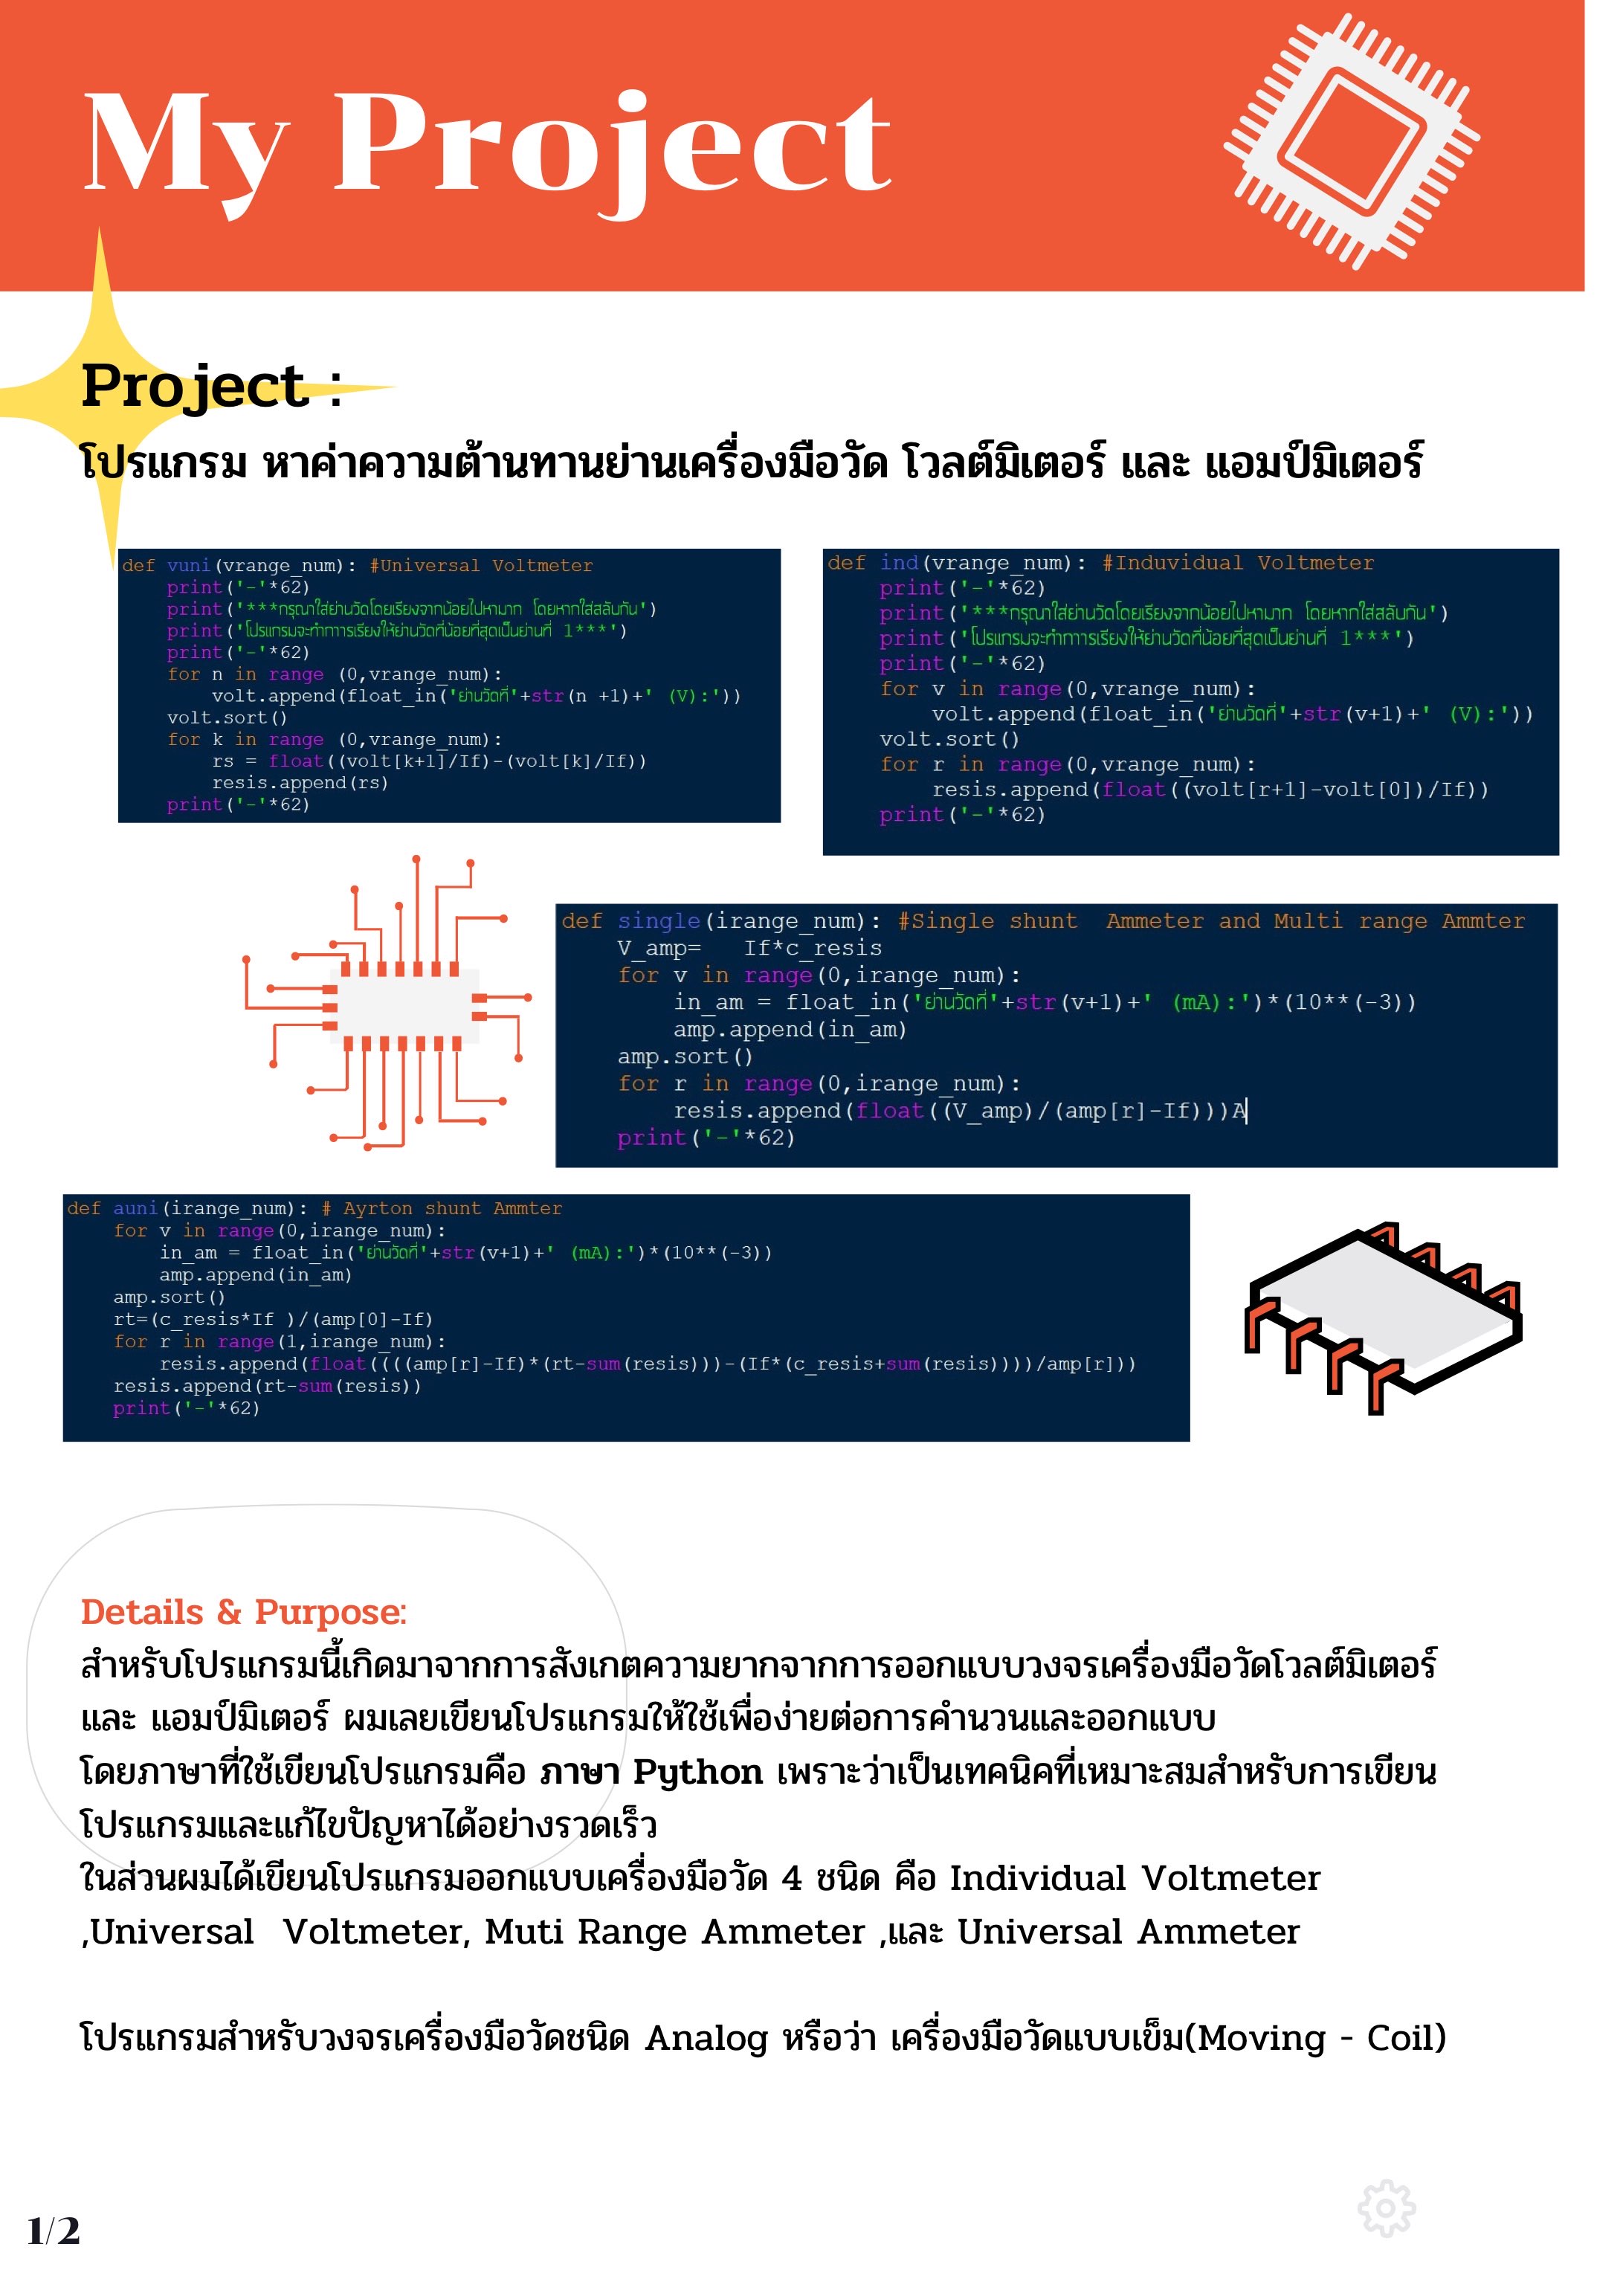 My Project
Project :
โปรแกรม หาค่าความต้านทานย่านเครื่องมือวัด โวลต์มิเตอร์ และ แอมป์มิเตอร์
def vuni(vrange_num): #Universal Voltmeter
    print('-'*62)
    print('***กรุณาใส่ย่านวัดโดยเรียงจากน้อยไปหามาก โดยหากใส่สลับกัน')
    print('โปรแกรมจะทำกาารเรียงให้ย่านวัดที่น้อยที่สุดเป็นย่านที่ 1***')
    print('-'*62)
    for n in range (0,vrange_num):
        volt.append(float_in('ย่านวัดที่'+str(n +1)+' (V):'))
    volt.sort()
    for k in range (0,vrange_num):
        rs = float((volt[k+1]/If)-(volt[k]/If))
        resis.append(rs)
    print('-'*62)
def ind(vrange_num): #Induvidual Voltmeter
    print('-'*62)
    print('***กรุณาใส่ย่านวัดโดยเรียงจากน้อยไปหามาก โดยหากใส่สลับกัน')
    print('โปรแกรมจะทำกาารเรียงให้ย่านวัดที่น้อยที่สุดเป็นย่านที่ 1***')
    print('-'*62)
    for v in range(0,vrange_num):
        volt.append(float_in('ย่านวัดที่'+str(v+1)+' (V):'))
    volt.sort()
    for r in range(0,vrange_num):
        resis.append(float((volt[r+1]-volt[0])/If))
    print('-'*62)
def single(irange_num): #Single shunt  Ammeter and Multi range Ammter
    V_amp=   If*c_resis
    for v in range(0,irange_num):
        in_am = float_in('ย่านวัดที่'+str(v+1)+' (mA):')*(10**(-3))
        amp.append(in_am)
    amp.sort()
    for r in range(0,irange_num):
        resis.append(float((V_amp)/(amp[r]-If)))A
    print('-'*62)
def auni(irange_num): # Ayrton shunt Ammter
    for v in range(0,irange_num):
        in_am = float_in('ย่านวัดที่'+str(v+1)+' (mA):')*(10**(-3))
        amp.append(in_am)
    amp.sort()
    rt=(c_resis*If )/(amp[0]-If)
    for r in range(1,irange_num):
        resis.append(float((((amp[r]-If)*(rt-sum(resis)))-(If*(c_resis+sum(resis))))/amp[r]))
    resis.append(rt-sum(resis))
    print('-'*62)
Details & Purpose:
สำหรับโปรแกรมนี้เกิดมาจากการสังเกตความยากจากการออกแบบวงจรเครื่องมือวัดโวลต์มิเตอร์
และ แอมป์มิเตอร์ ผมเลยเขียนโปรแกรมให้ใช้เพื่อง่ายต่อการคำนวนและออกแบบ
โดยภาษาที่ใช้เขียนโปรแกรมคือ ภาษา Python เพราะว่าเป็นเทคนิคที่เหมาะสมสำหรับการเขียน
โปรแกรมและแก้ไขปัญหาได้อย่างรวดเร็ว
ในส่วนผมได้เขียนโปรแกรมออกแบบเครื่องมือวัด 4 ชนิด คือ Individual Voltmeter
,Universal  Voltmeter, Muti Range Ammeter ,และ Universal Ammeter
โปรแกรมสำหรับวงจรเครื่องมือวัดชนิด Analog หรือว่า เครื่องมือวัดแบบเข็ม(Moving - Coil)
1/2